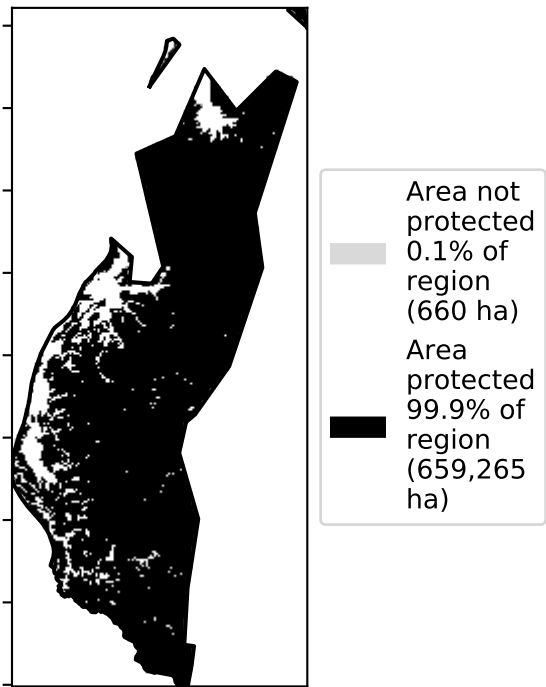 Area not
protected
0.1% of
region
(660 ha)
Area
protected
99.9% of
region
(659,265
ha)